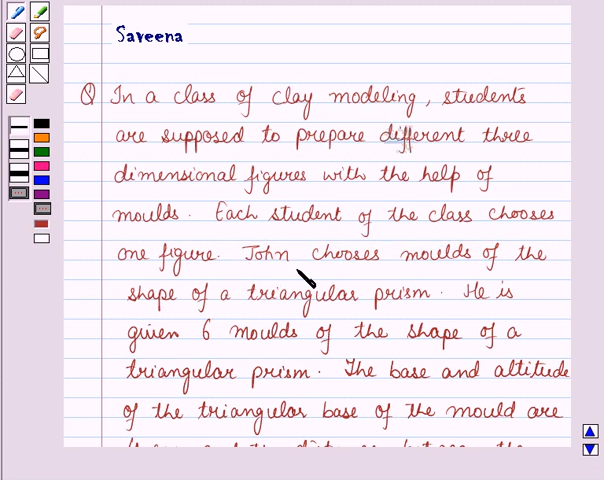 Saveena
Q In a class of clay modeling, students
are supposed to prepare different three
dimensional figures with the help of
moulds. Each student of the class chooses
one figure. John chooses moulds of the
shape of a triangular prism. He is
given 6 moulds of the shape of a
triangular prism. The base and altitude
of the triangular base of the mould are